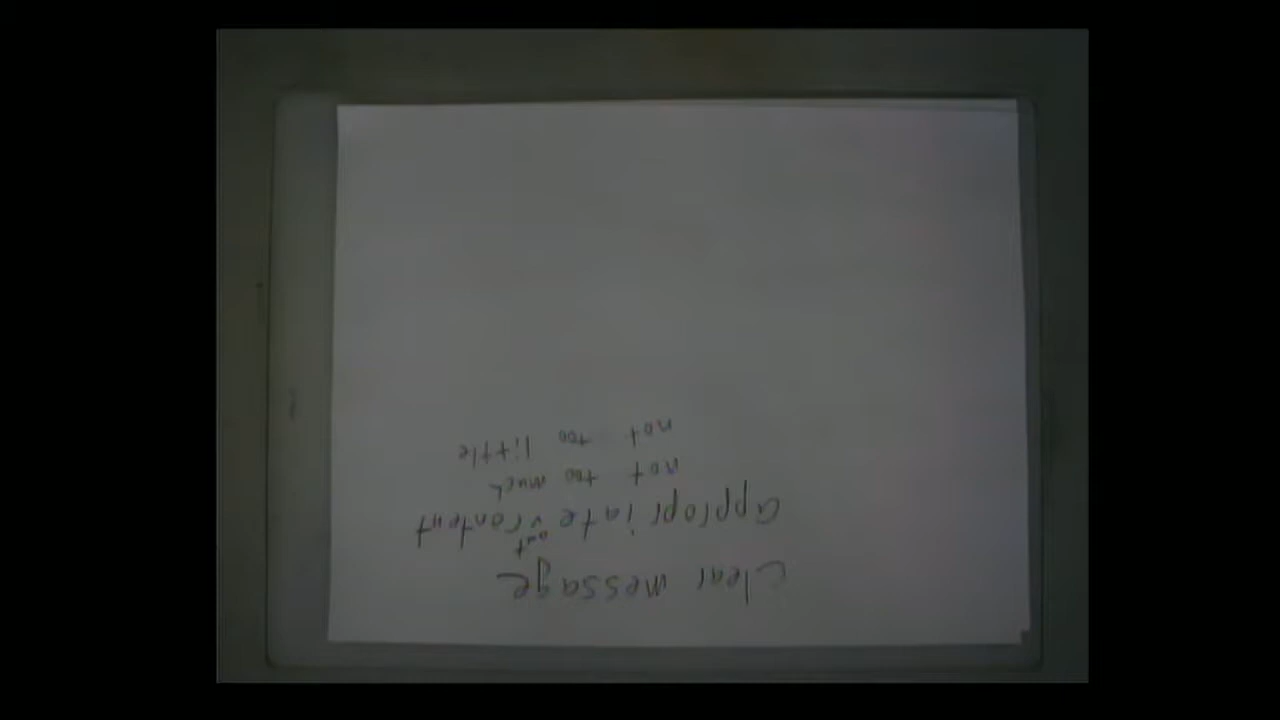 clear message
appropriate content
not too much
not too little